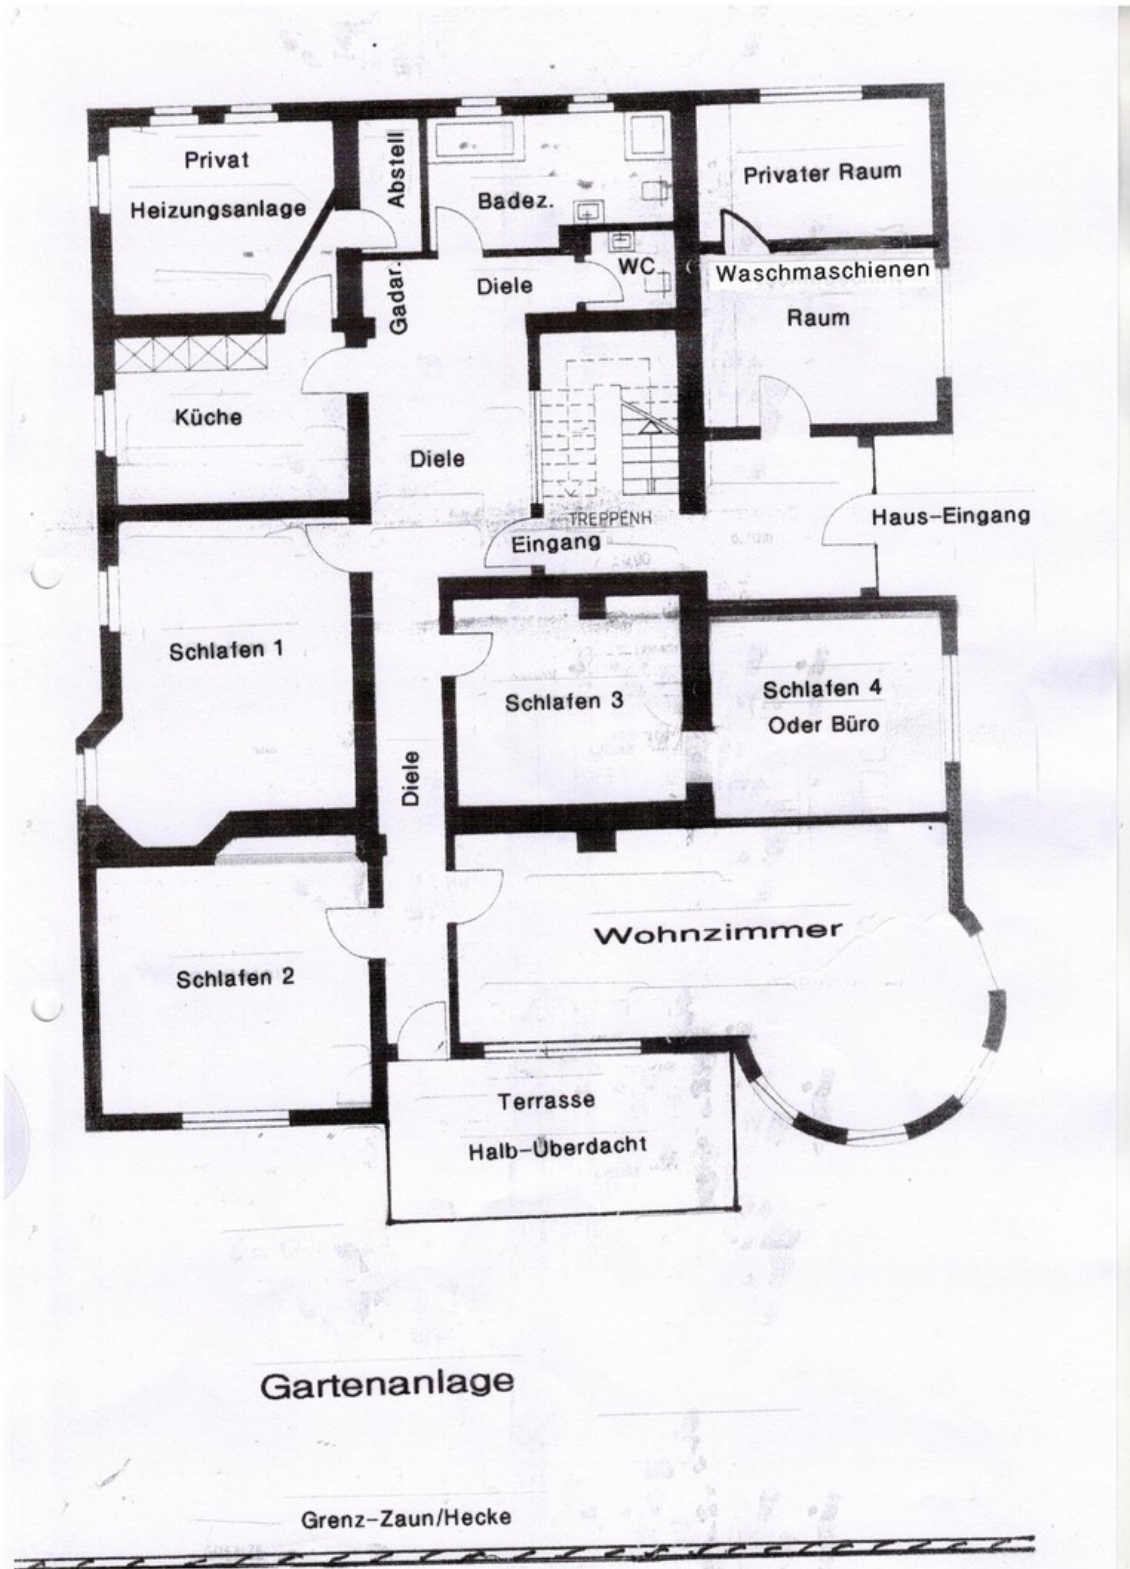 Privat
Heizungsanlage
Abstell
Badez.
Privater Raum
Gadar.
Diele
WC
Waschmaschienen
Raum
Küche
Diele
TREPPENH
Eingang
Haus-Eingang
Schlafen 1
Schlafen 3
Schlafen 4
Oder Büro
Diele
Wohnzimmer
Schlafen 2
Terrasse
Halb-Überdacht
Gartenanlage
Grenz-Zaun/Hecke